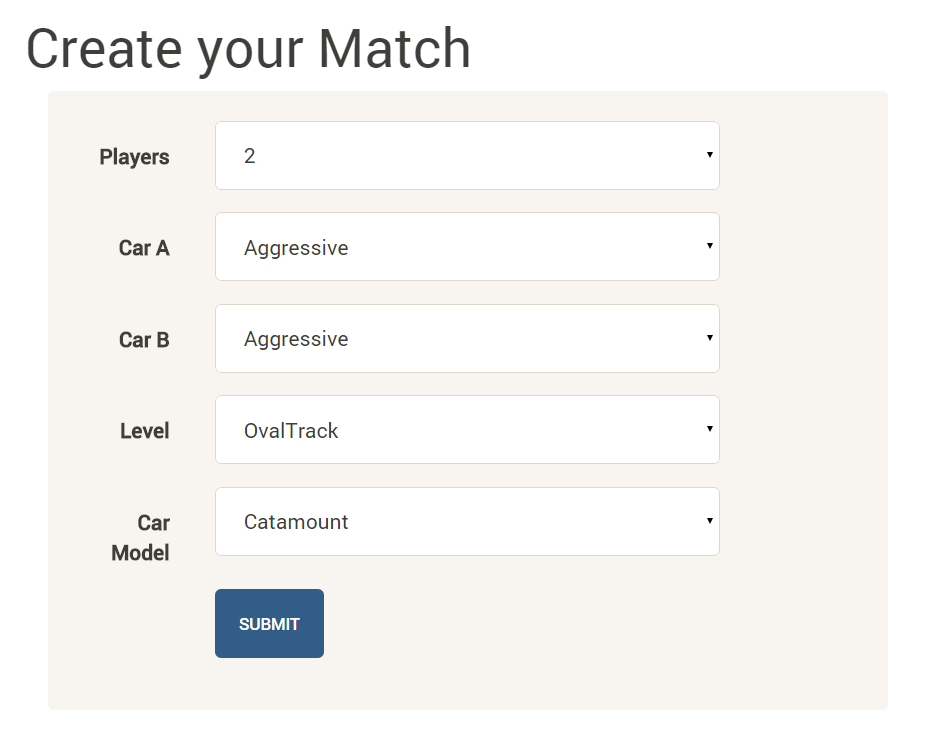 Create your Match
Players 2
Car A Aggressive
Car B Aggressive
Level OvalTrack
Car Catamount
Model
SUBMIT